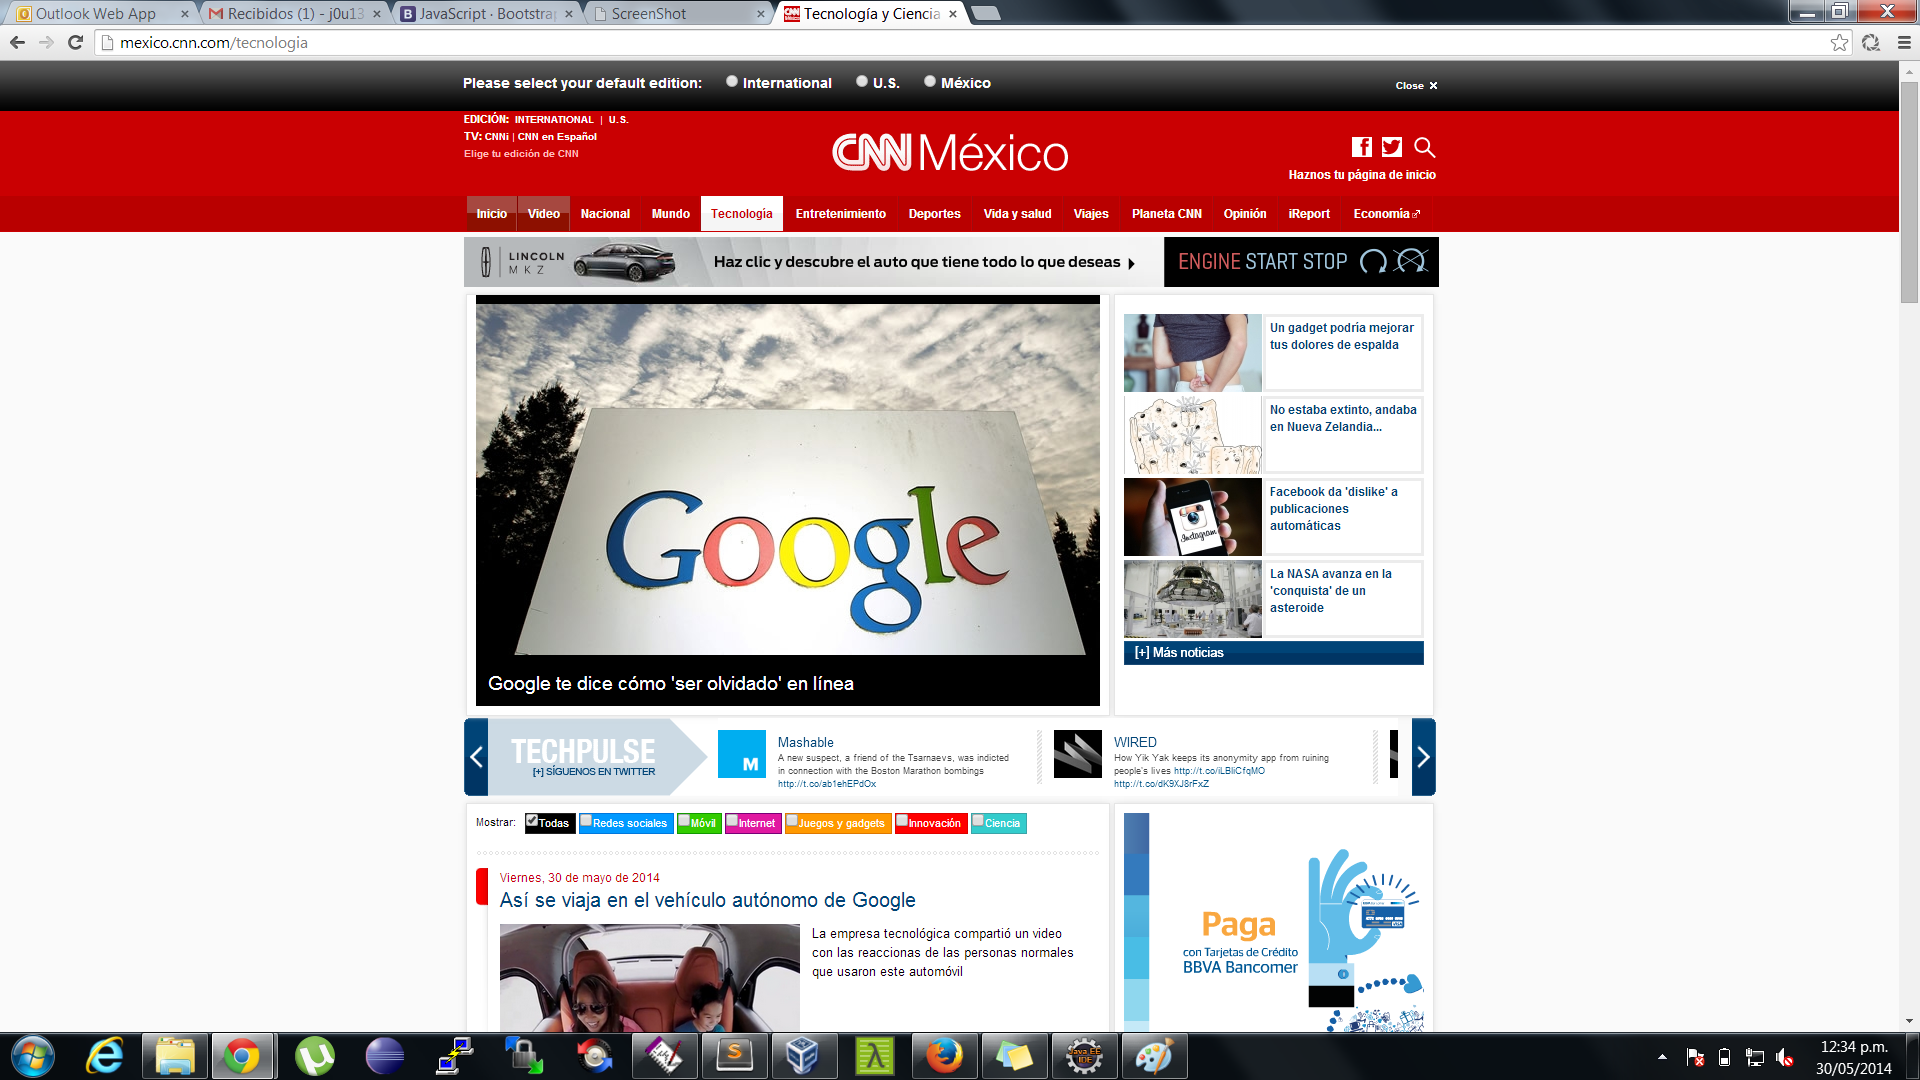 Outlook Web App
Recibidos (1) - j0u13
JavaScript · Bootstrap
ScreenShot
Tecnología y Ciencia
mexico.cnn.com/tecnologia
Please select your default edition: International U.S. México
Close
EDICIÓN: INTERNATIONAL | U.S.
TV: CNNi | CNN en Español
Elige tu edición de CNN
CNN México
Haznos tu página de inicio
Inicio Video Nacional Mundo Tecnología Entretenimiento Deportes Vida y salud Viajes Planeta CNN Opinión iReport Economía
LINCOLN
MKZ
Haz clic y descubre el auto que tiene todo lo que deseas
ENGINE START STOP
Google
Google te dice cómo 'ser olvidado' en línea
Un gadget podría mejorar
tus dolores de espalda
No estaba extinto, andaba
en Nueva Zelandia...
Instagram
Facebook da 'dislike' a
publicaciones
automáticas
La NASA avanza en la
'conquista' de un
asteroide
[+] Más noticias
TECHPULSE
[+] SÍGUENOS EN TWITTER
M
Mashable
A new suspect, a friend of the Tsarnaevs, was indicted
in connection with the Boston Marathon bombings
http://t.co/ab1ehEPdOx
WIRED
How Yik Yak keeps its anonymity app from ruining
people's lives http://t.co/iLBliCfqMO
http://t.co/dK9XJ8rFxZ
Mostrar: Todas Redes sociales Móvil Internet Juegos y gadgets Innovación Ciencia
Viernes, 30 de mayo de 2014
Así se viaja en el vehículo autónomo de Google
La empresa tecnológica compartió un video
con las reacciones de las personas normales
que usaron este automóvil
Paga
con Tarjetas de Crédito
BBVA Bancomer
Java EE
IDE
12:34 p.m.
30/05/2014